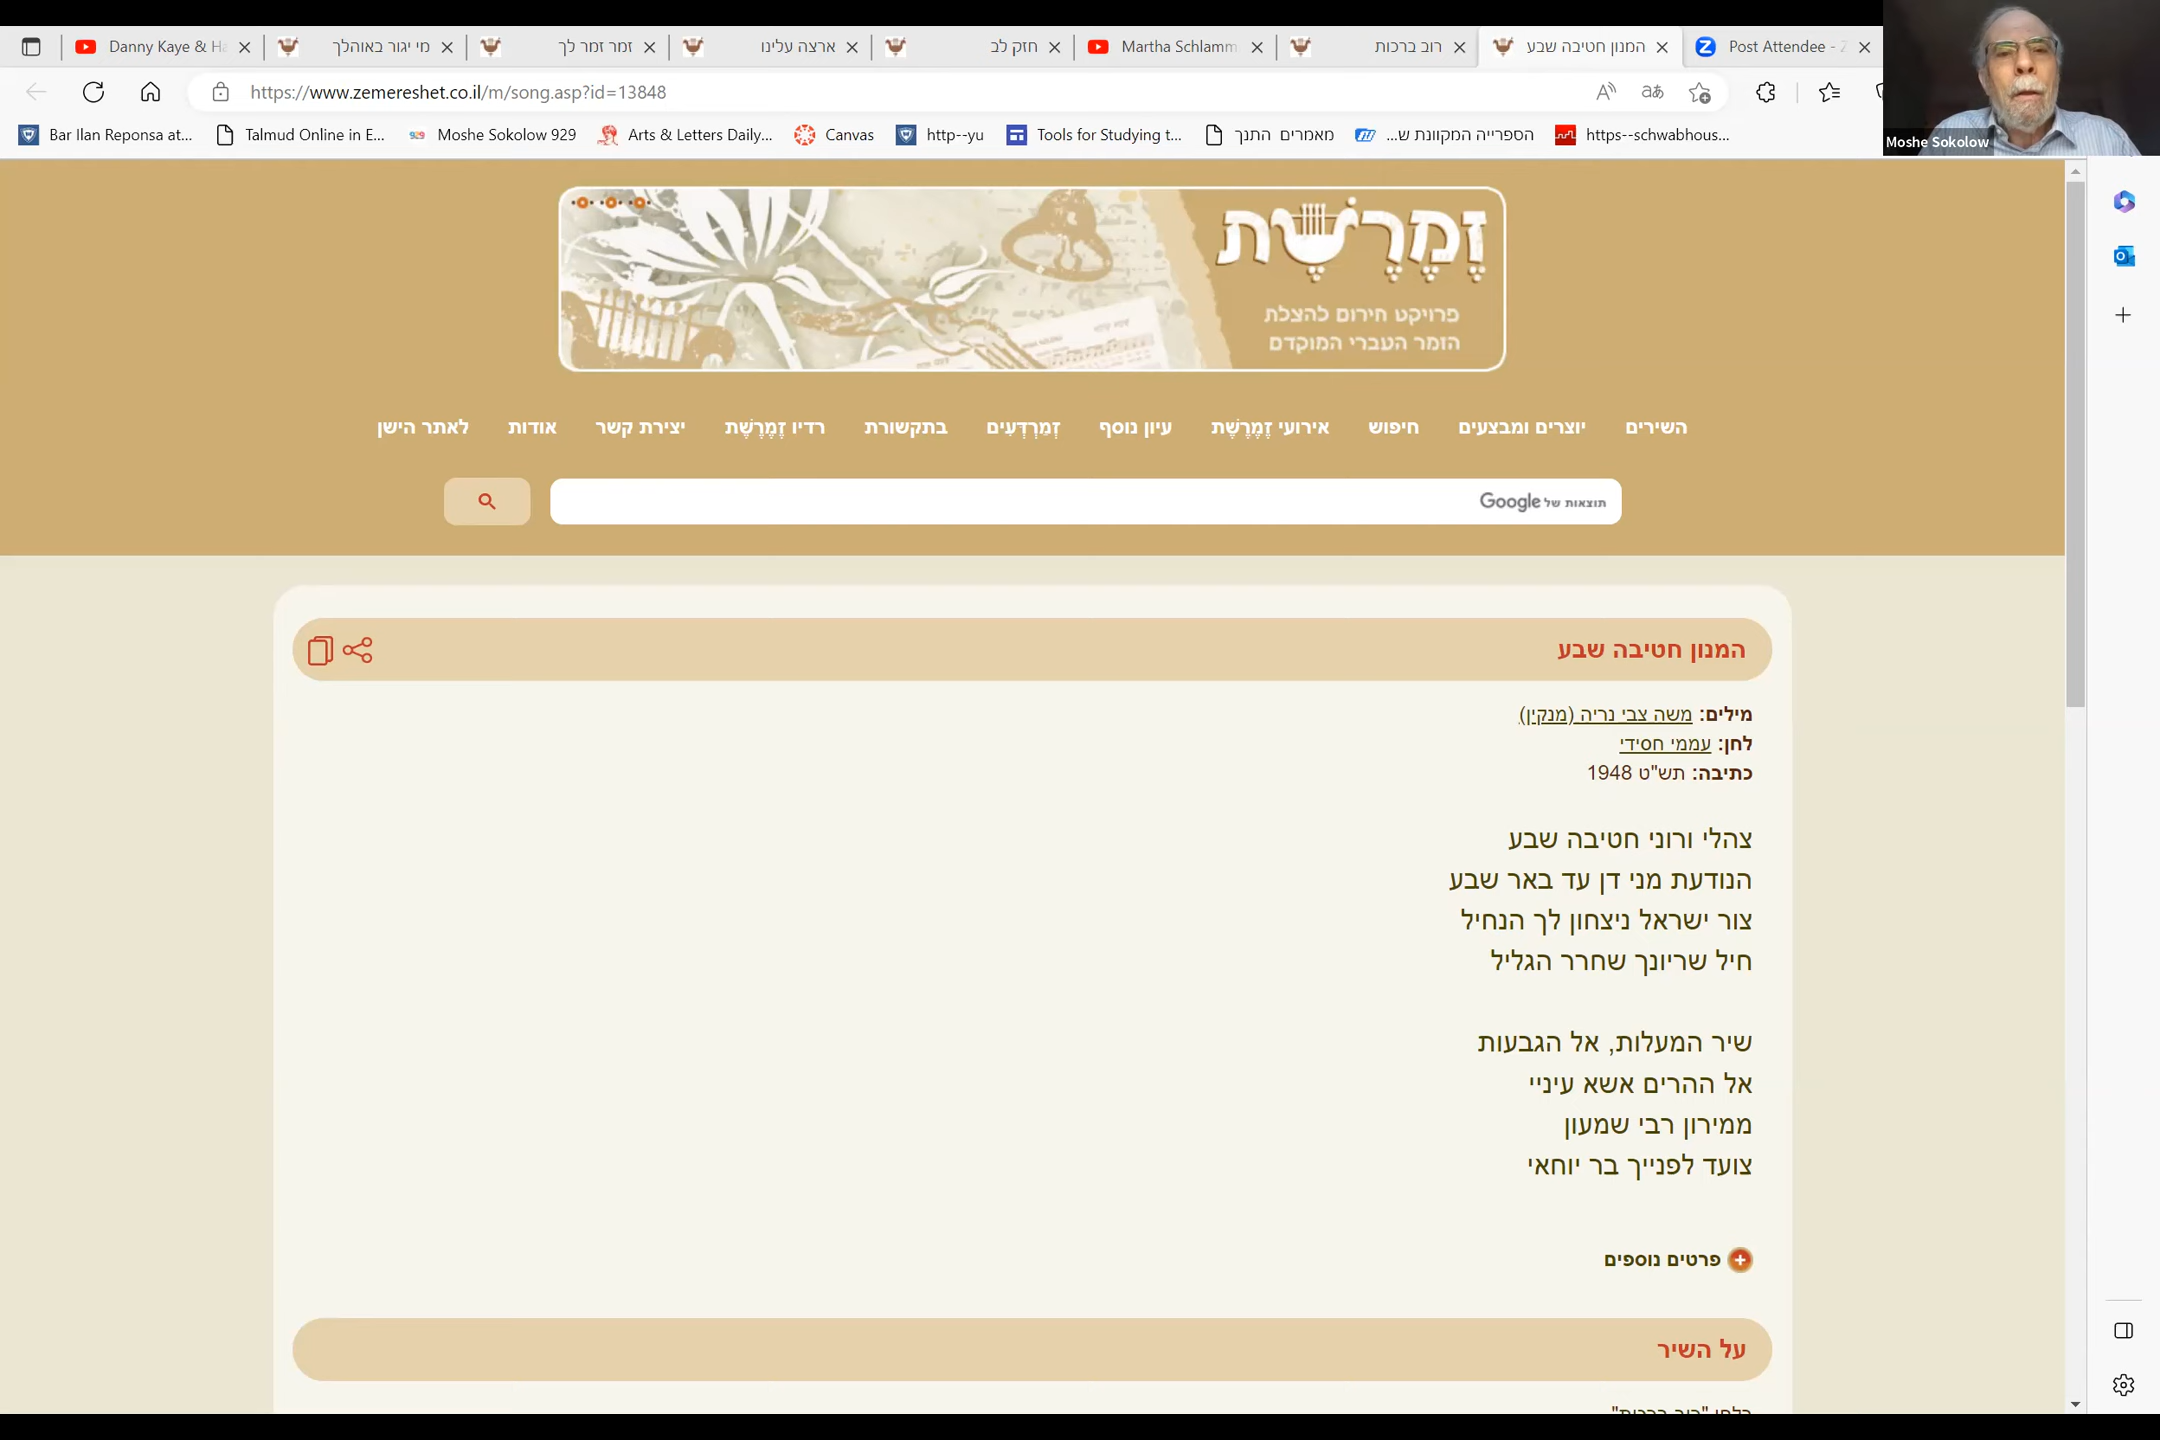 Danny Kaye & Ha
מי יגור באוהלך
זמר זמר לך
ארצה עלינו
חזק לב
Martha Schlamm
רוב ברכות
המנון חטיבה שבע
Post Attendee - Z
https://www.zemereshet.co.il/m/song.asp?id=13848
Bar Ilan Reponsa at...
Talmud Online in E...
929
Moshe Sokolow 929
Arts & Letters Daily...
Canvas
http--yu
Tools for Studying t...
מאמרים התנך
הספרייה המקוונת ש...
https--schwabhous...
Moshe Sokolow
זֶמֶרֶשֶׁת
פרויקט חירום להצלת
הזמר העברי המוקדם
השירים
יוצרים ומבצעים
חיפוש
אירועי זֶמֶרֶשֶׁת
עיון נוסף
זְמַרְדְּעִים
בתקשורת
רדיו זֶמֶרֶשֶׁת
יצירת קשר
אודות
לאתר הישן
תוצאות של Google
המנון חטיבה שבע
מילים: משה צבי נריה (מנקין)
לחן: עממי חסידי
כתיבה: תש"ט 1948
צהלי ורוני חטיבה שבע
הנודעת מני דן עד באר שבע
צור ישראל ניצחון לך הנחיל
חיל שריונך שחרר הגליל
שיר המעלות, אל הגבעות
אל ההרים אשא עיניי
ממירון רבי שמעון
צועד לפנייך בר יוחאי
פרטים נוספים
על השיר